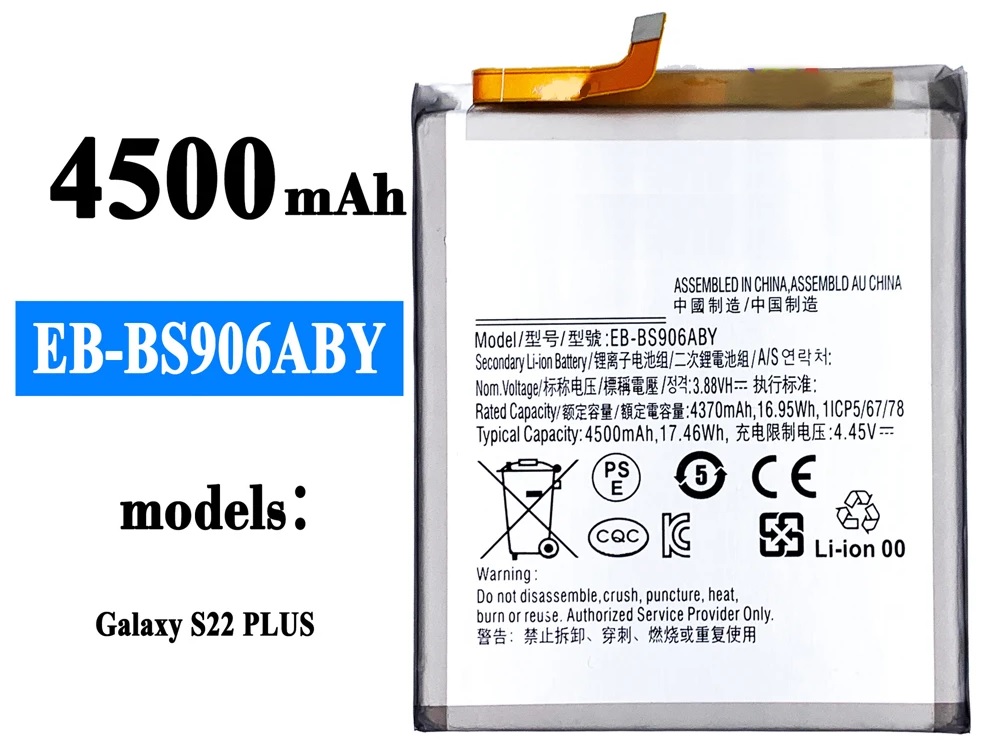 4500 mAh
EB-BS906ABY
models:
Galaxy S22 PLUS
ASSEMBLED IN CHINA,ASSEMBLD AU CHINA
中國制造/中国制造
Model/型号/型號:EB-BS906ABY
Secondary Li-ion Battery/锂离子电池组/二次鋰電池組/A/S 연락처:
Nom.Voltage/标称电压/標稱電壓/정격:3.88VH⎓ 执行标准:
Rated Capacity/额定容量/額定電容量:4370mAh,16.95Wh,1ICP5/67/78
Typical Capacity:4500mAh,17.46Wh, 充电限制电压:4.45V⎓
PS
E
5
CE
CQC
Li-ion 00
Warning:
Do not disassemble,crush, puncture, heat,
burn or reuse. Authorized Service Provider Only.
警告: 禁止拆卸、穿刺、燃烧或重复使用